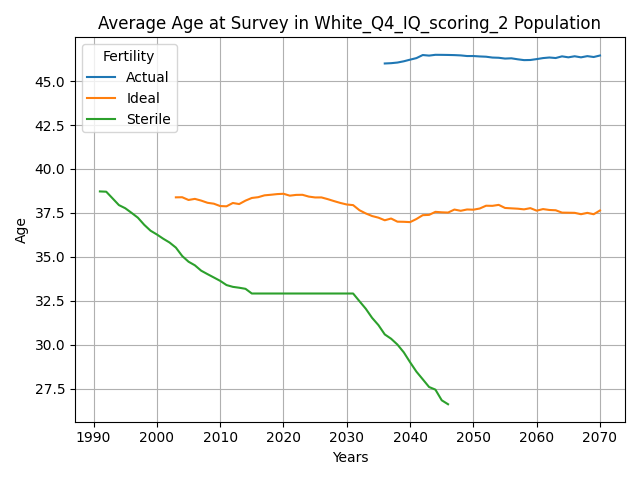 Average Age at Survey in White_Q4_IQ_scoring_2 Population
Fertility
Actual
Ideal
Sterile
45.0
42.5
40.0
37.5
35.0
32.5
30.0
27.5
Age
1990 2000 2010 2020 2030 2040 2050 2060 2070
Years